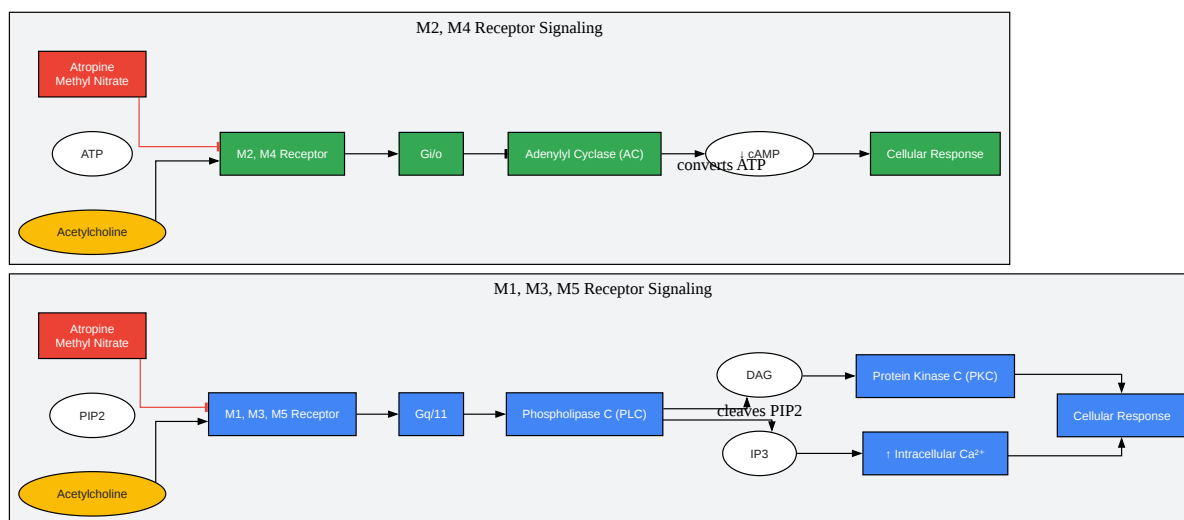 M2, M4 Receptor Signaling
Atropine
Methyl Nitrate
ATP
M2, M4 Receptor
Gi/o
Adenylyl Cyclase (AC)
↓ cAMP
converts ATP
Cellular Response
Acetylcholine
M1, M3, M5 Receptor Signaling
Atropine
Methyl Nitrate
DAG
Protein Kinase C (PKC)
PIP2
M1, M3, M5 Receptor
Gq/11
Phospholipase C (PLC)
cleaves PIP2
Cellular Response
IP3
↑ Intracellular Ca²⁺
Acetylcholine